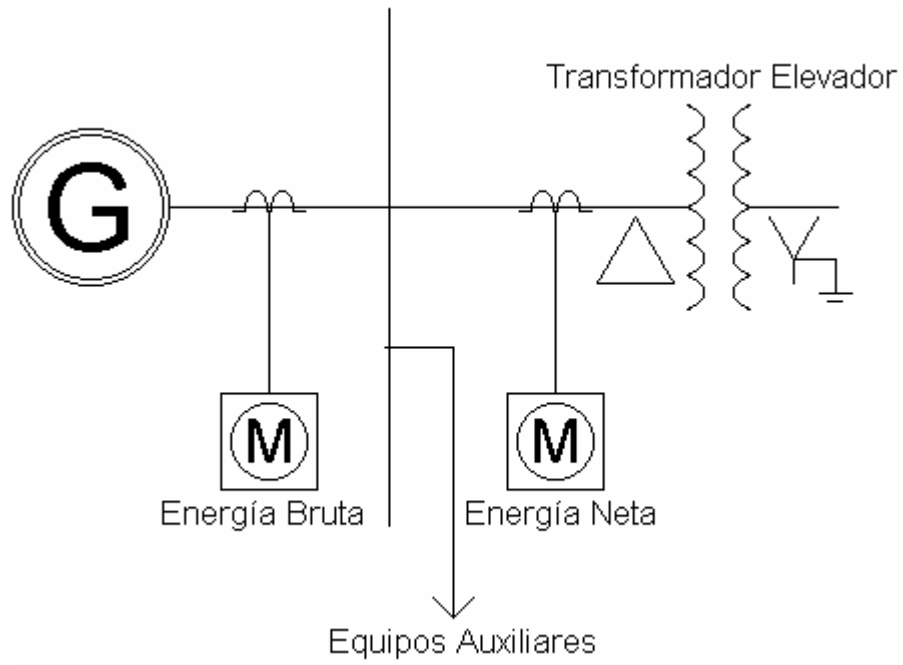 Transformador Elevador
G
M
M
Energía Bruta
Energía Neta
Equipos Auxiliares